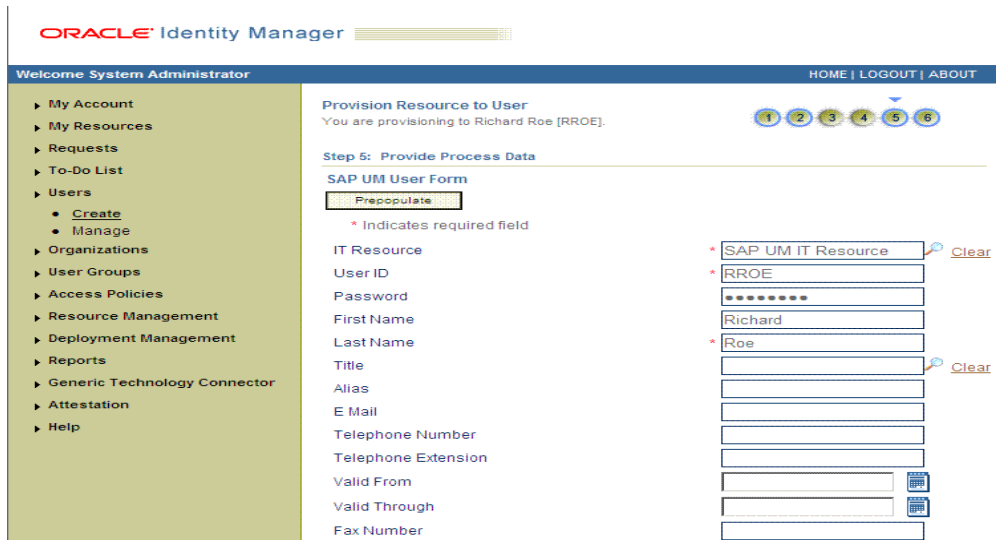 ORACLE Identity Manager
Welcome System Administrator HOME | LOGOUT | ABOUT
My Account
My Resources
Requests
To-Do List
Users
Create
Manage
Organizations
User Groups
Access Policies
Resource Management
Deployment Management
Reports
Generic Technology Connector
Attestation
Help
Provision Resource to User
You are provisioning to Richard Roe [RROE].
1 2 3 4 5 6
Step 5: Provide Process Data
SAP UM User Form
Prepopulate
* Indicates required field
IT Resource * SAP UM IT Resource Clear
User ID * RROE
Password ●●●●●●●●
First Name Richard
Last Name * Roe
Title Clear
Alias
E Mail
Telephone Number
Telephone Extension
Valid From
Valid Through
Fax Number